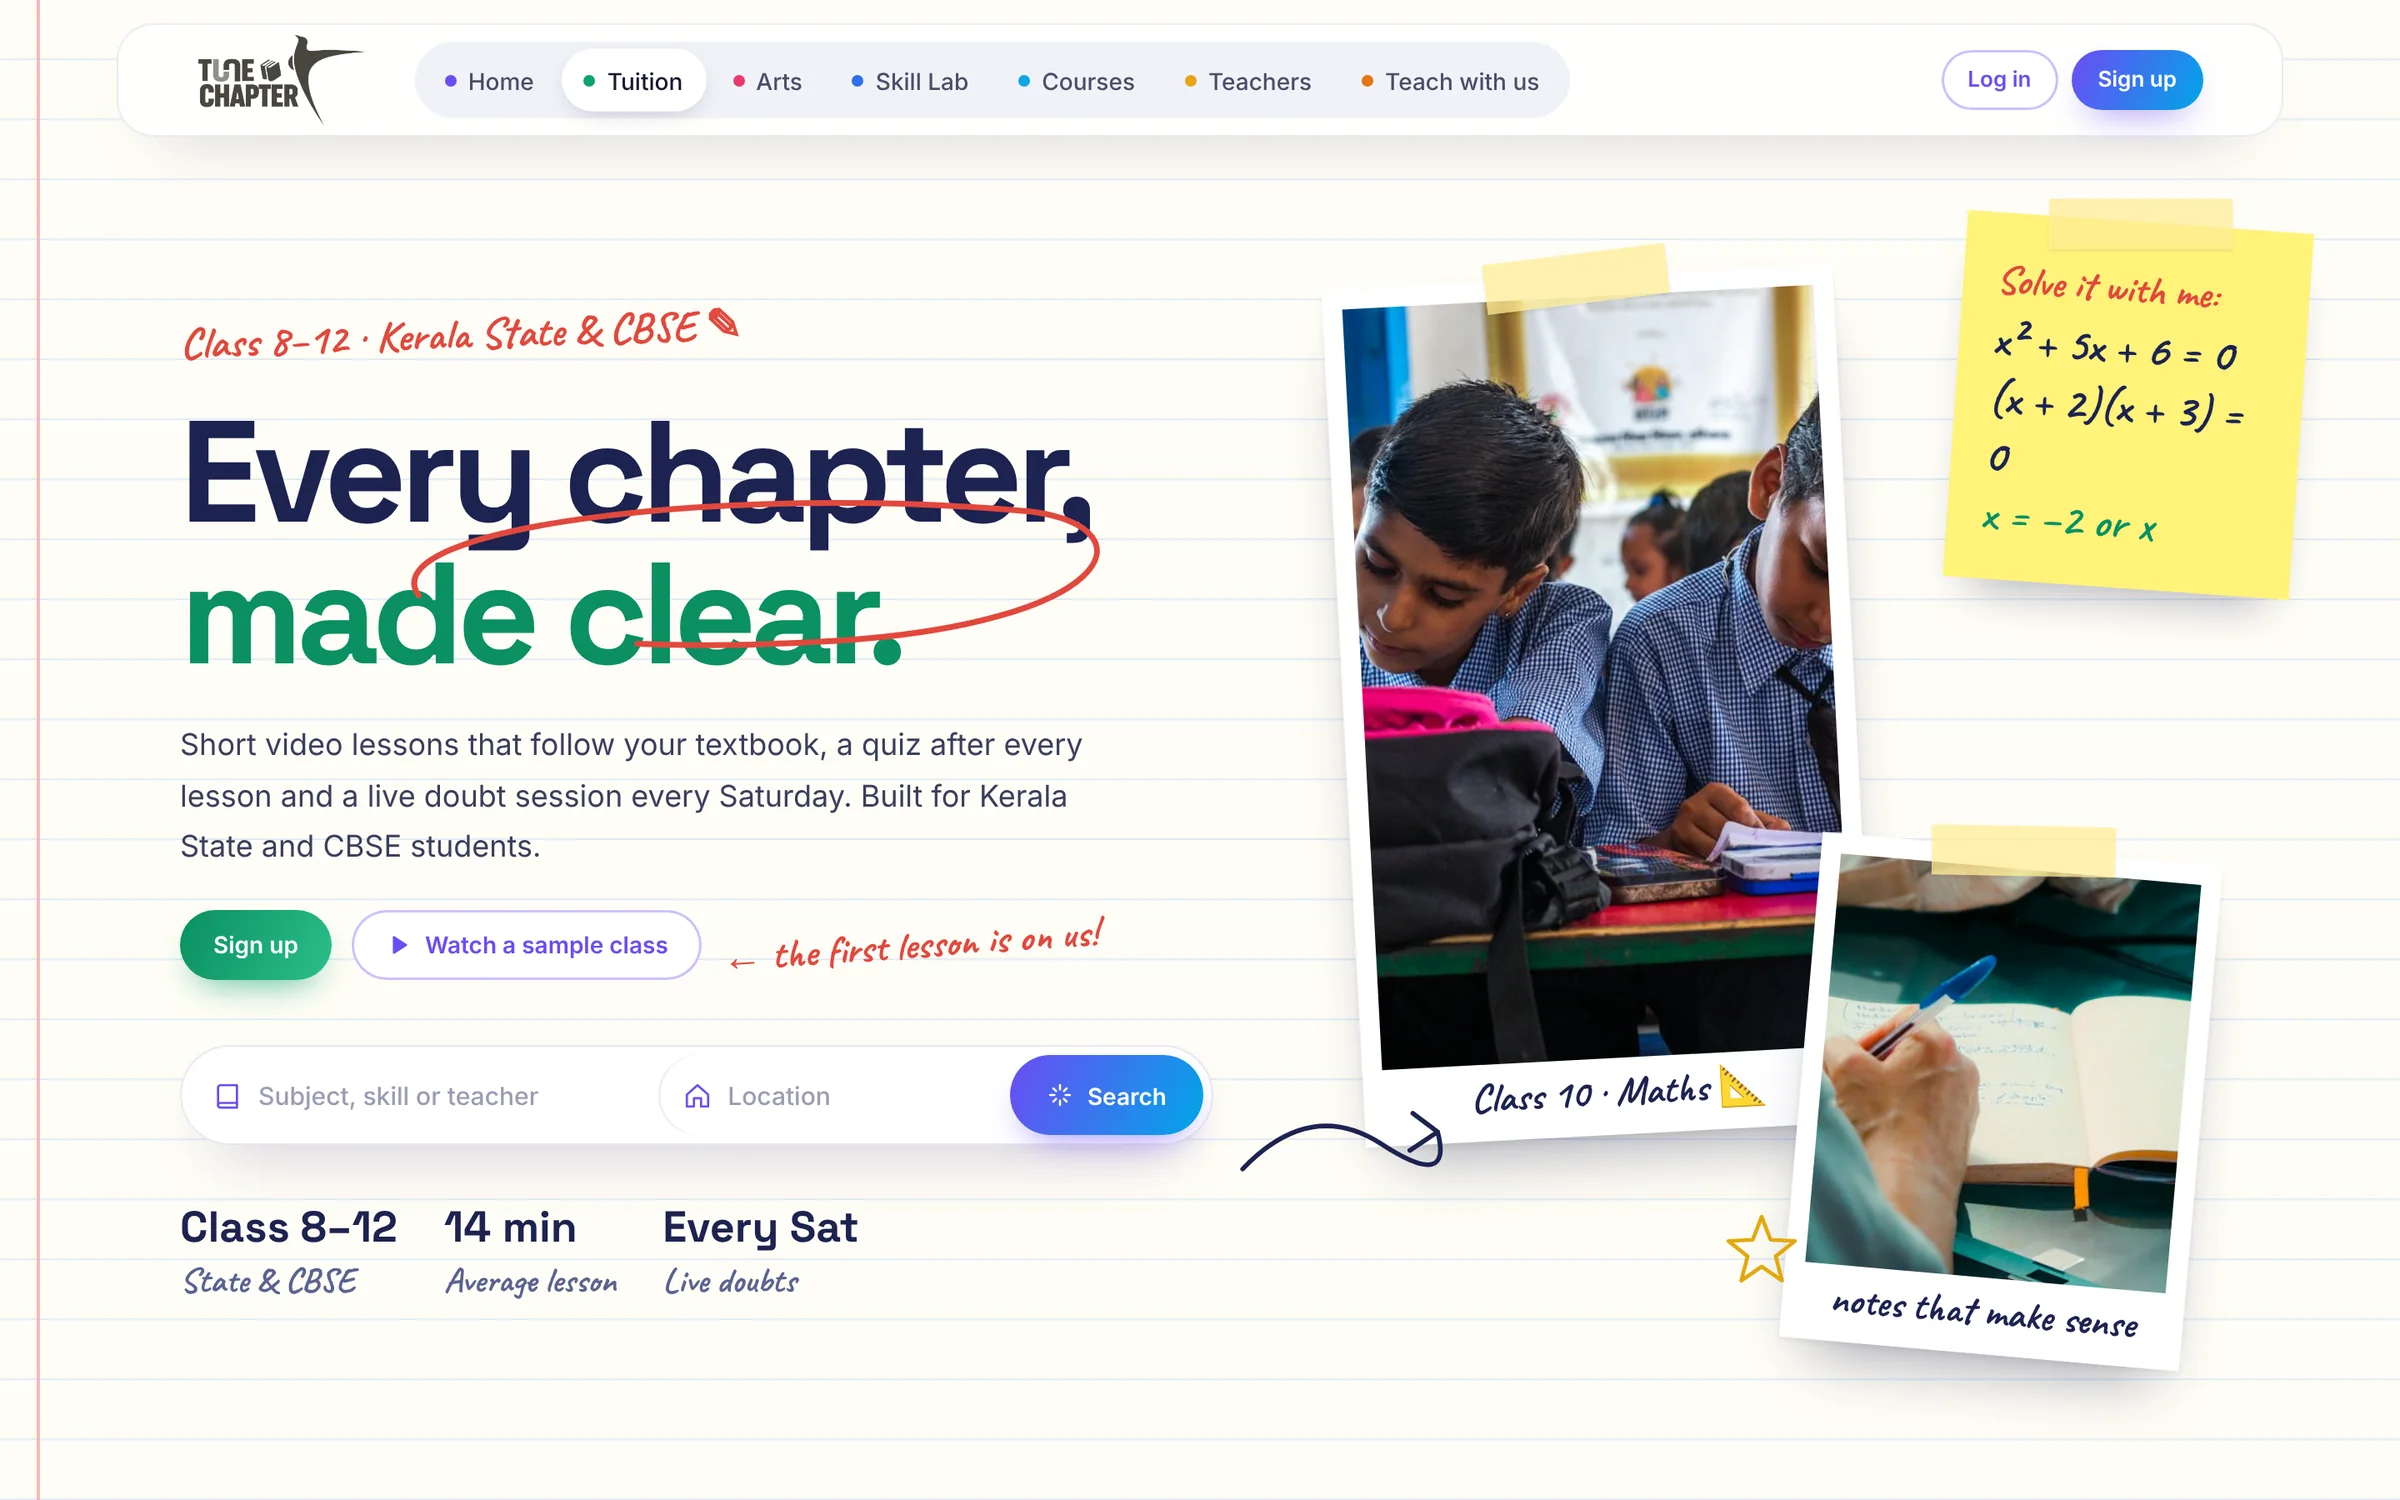 TUNE
CHAPTER
Home
Tuition
Arts
Skill Lab
Courses
Teachers
Teach with us
Log in
Sign up
Class 8–12 · Kerala State & CBSE ✎
Every chapter,
made clear.
Short video lessons that follow your textbook, a quiz after every
lesson and a live doubt session every Saturday. Built for Kerala
State and CBSE students.
Sign up
Watch a sample class
← the first lesson is on us!
Subject, skill or teacher
Location
Search
Class 8–12
State & CBSE
14 min
Average lesson
Every Sat
Live doubts
Solve it with me:
x² + 5x + 6 = 0
(x + 2)(x + 3) =
0
x = −2 or x
Class 10 · Maths 📐
notes that make sense